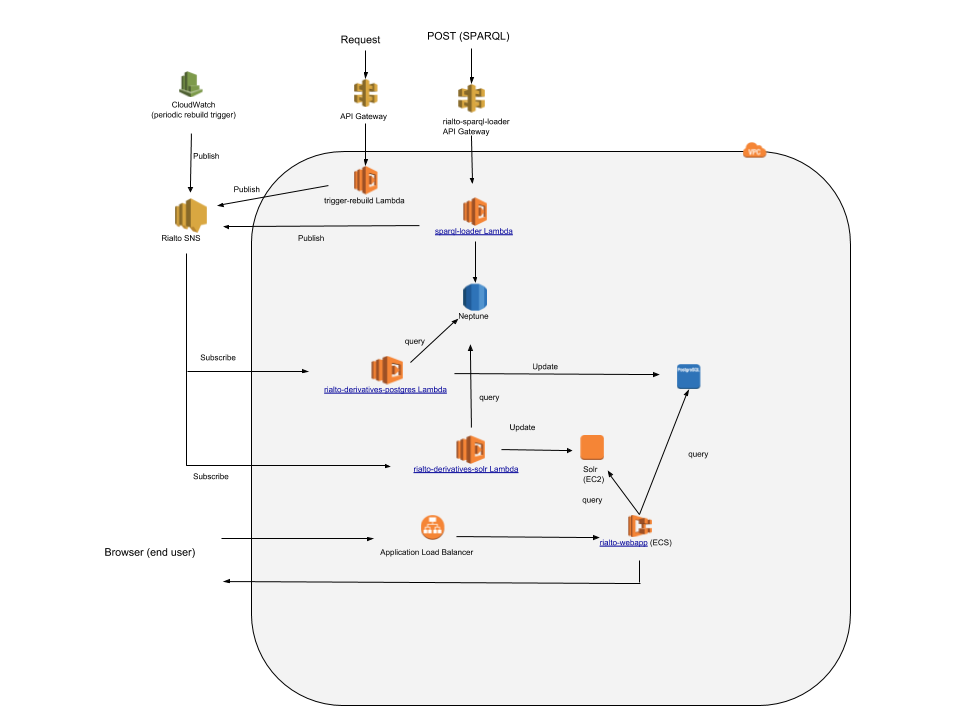 Request
POST (SPARQL)
CloudWatch
(periodic rebuild trigger)
API Gateway
rialto-sparql-loader
API Gateway
VPC
Publish
Publish
trigger-rebuild Lambda
Rialto SNS
Publish
sparql-loader Lambda
Neptune
query
Subscribe
rialto-derivatives-postgres Lambda
Update
PostgreSQL
query
Update
rialto-derivatives-solr Lambda
Subscribe
Solr
(EC2)
query
query
Browser (end user)
Application Load Balancer
rialto-webapp (ECS)